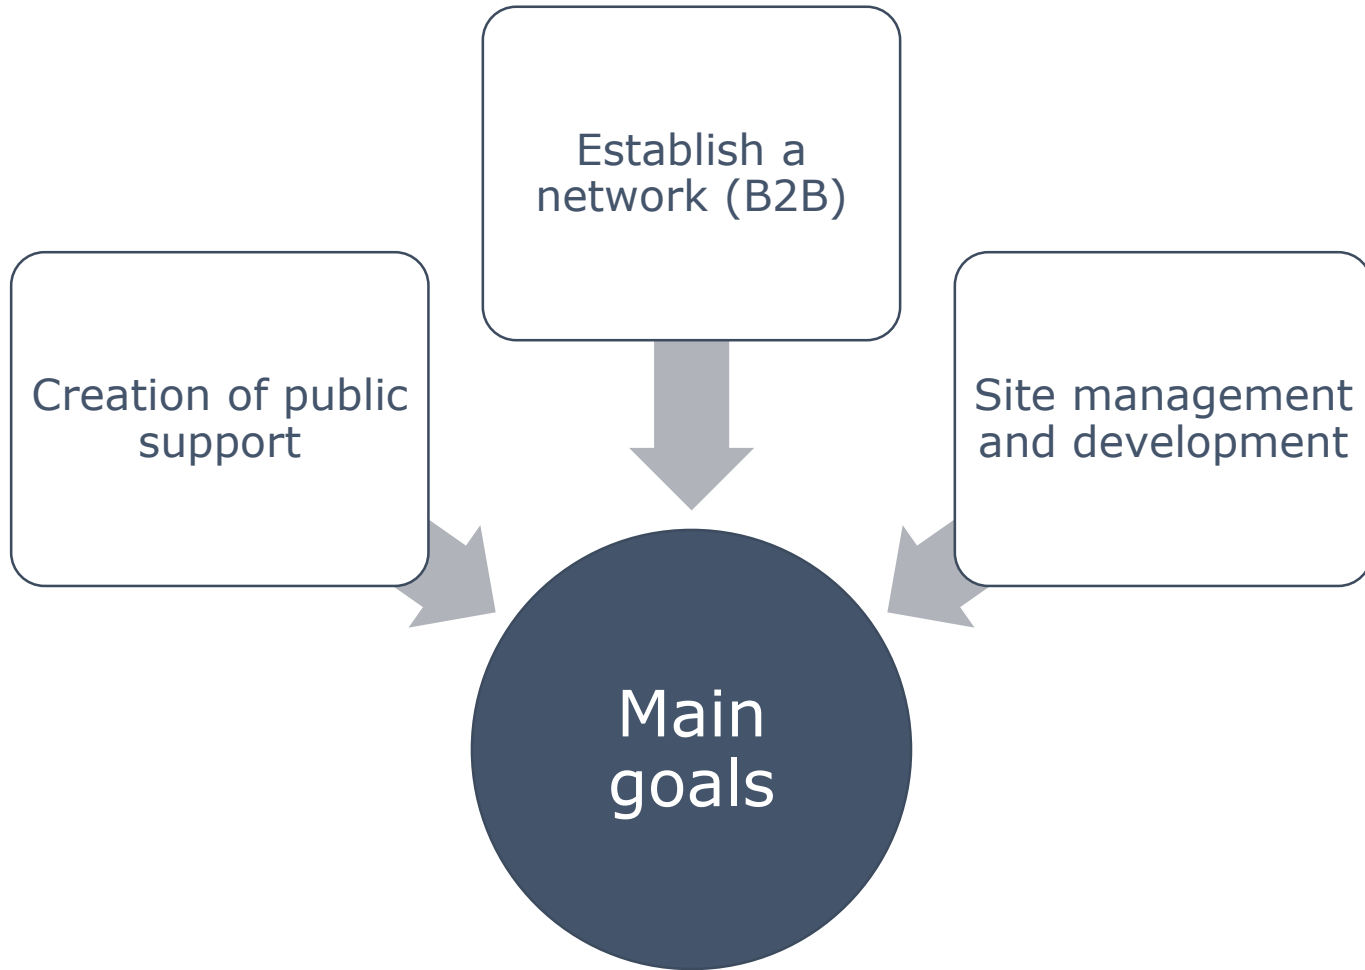 Establish a
network (B2B)
Creation of public
support
Site management
and development
Main
goals